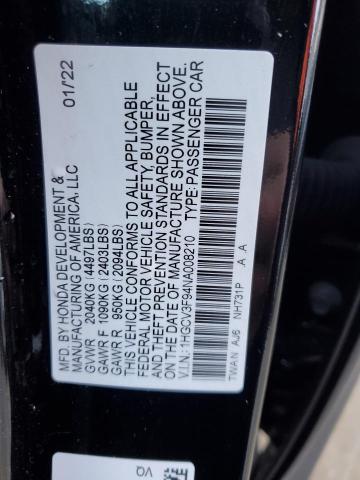 MFD. BY HONDA DEVELOPMENT &
MANUFACTURING OF AMERICA, LLC 01/22
GVWR 2040KG (4497LBS)
GAWR F 1090KG (2403LBS)
GAWR R 950KG (2094LBS)
THIS VEHICLE CONFORMS TO ALL APPLICABLE
FEDERAL MOTOR VEHICLE SAFETY, BUMPER,
AND THEFT PREVENTION STANDARDS IN EFFECT
ON THE DATE OF MANUFACTURE SHOWN ABOVE.
V.I.N.: 1HGCV3F94NA008210 TYPE: PASSENGER CAR
TWAN AJ6 NH731P .A .A
VQ